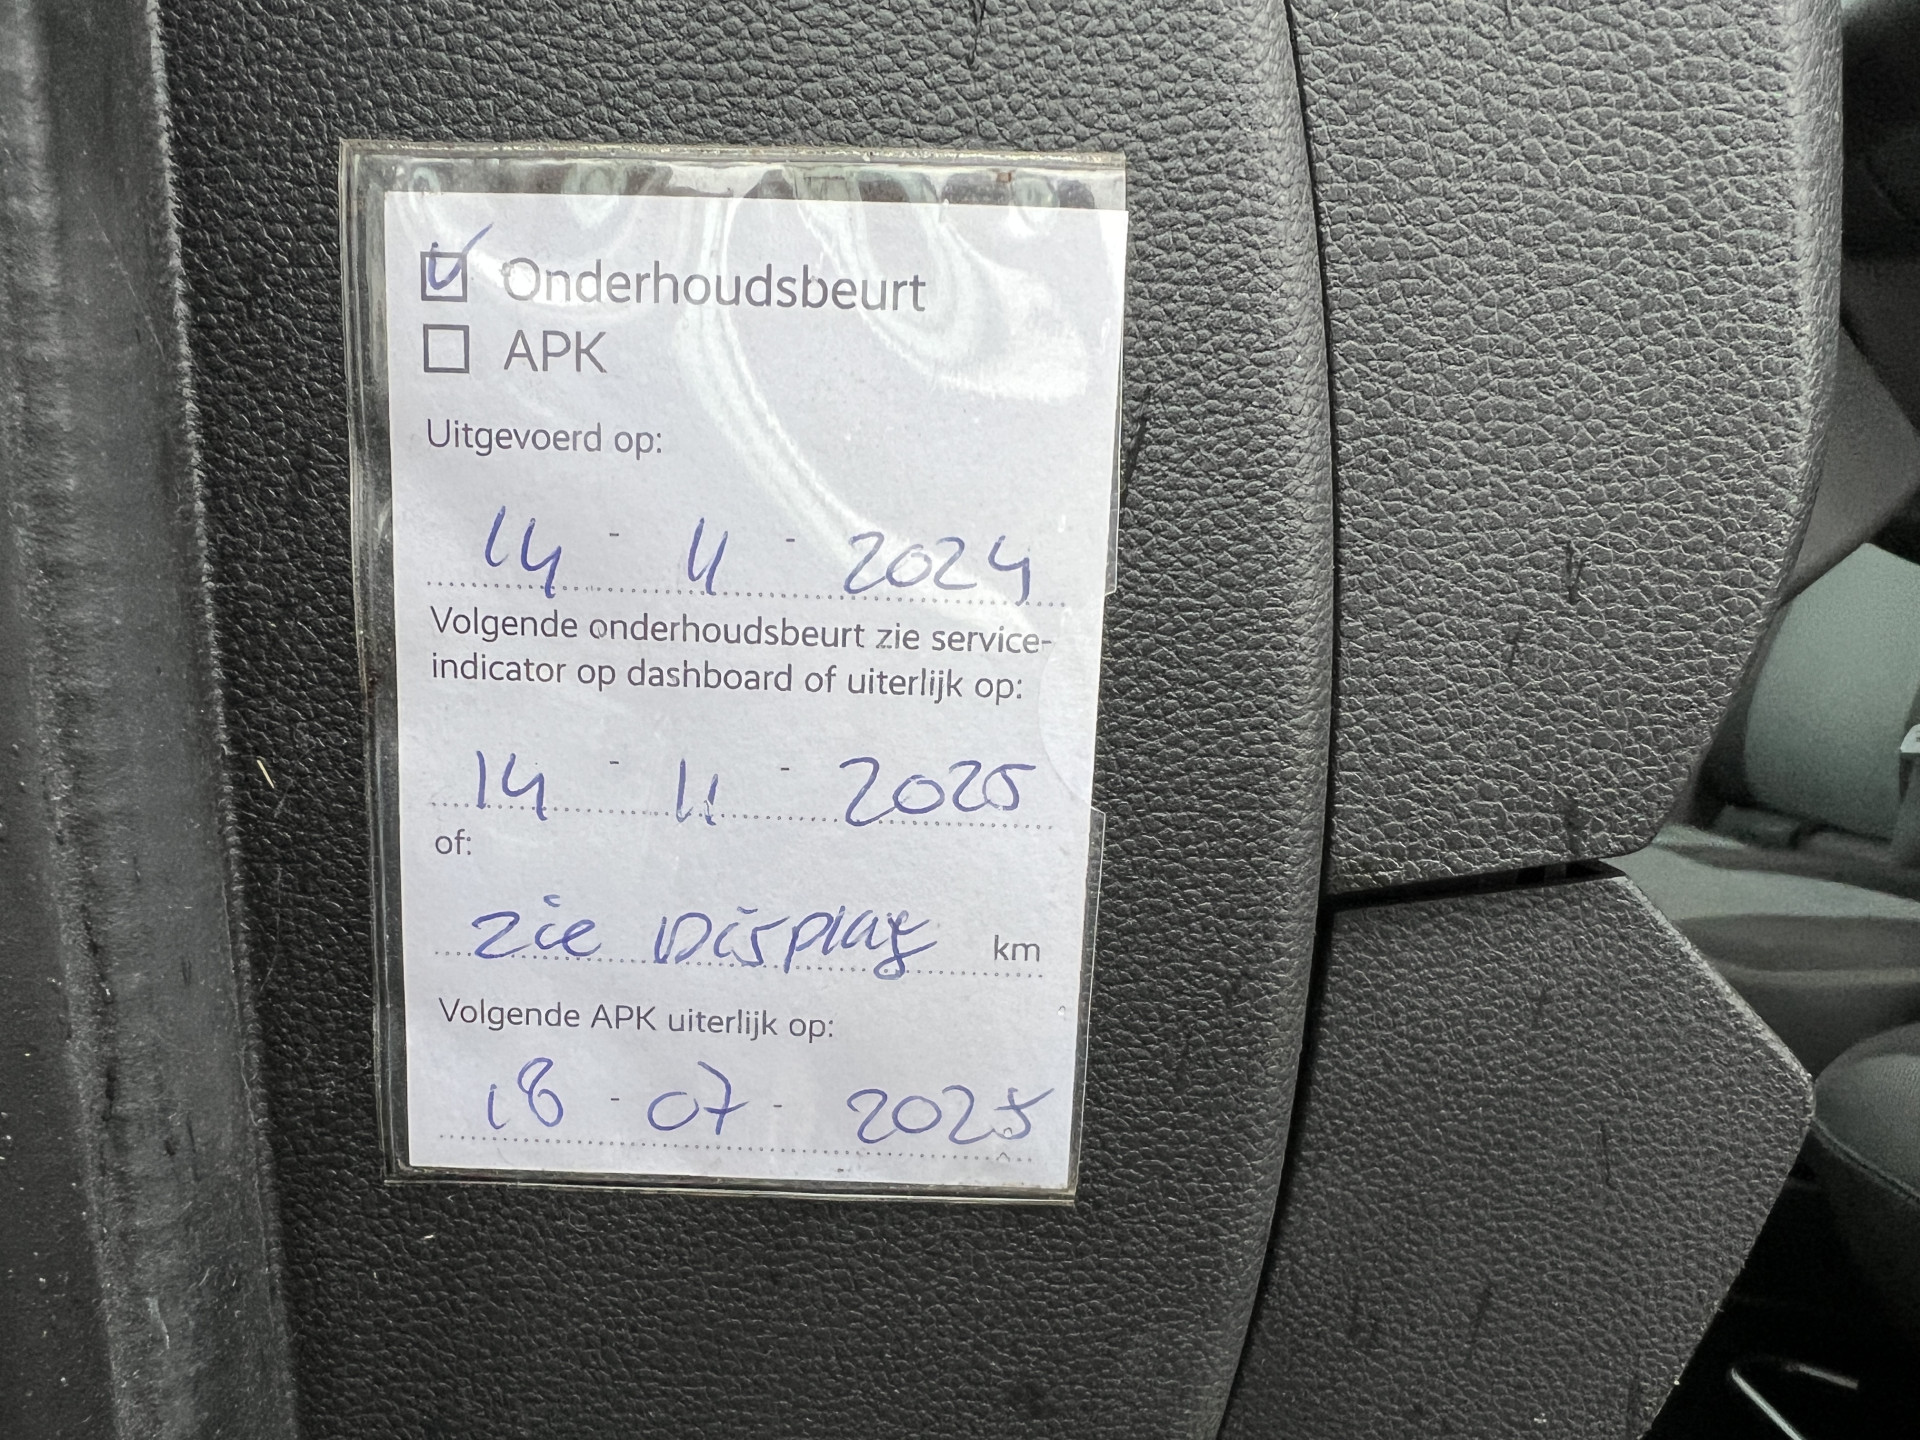 Onderhoudsbeurt
APK
Uitgevoerd op:
14 - 11 - 2024
Volgende onderhoudsbeurt zie service-
indicator op dashboard of uiterlijk op:
14 - 11 - 2025
of:
zie Display km
Volgende APK uiterlijk op:
18 - 07 - 2025